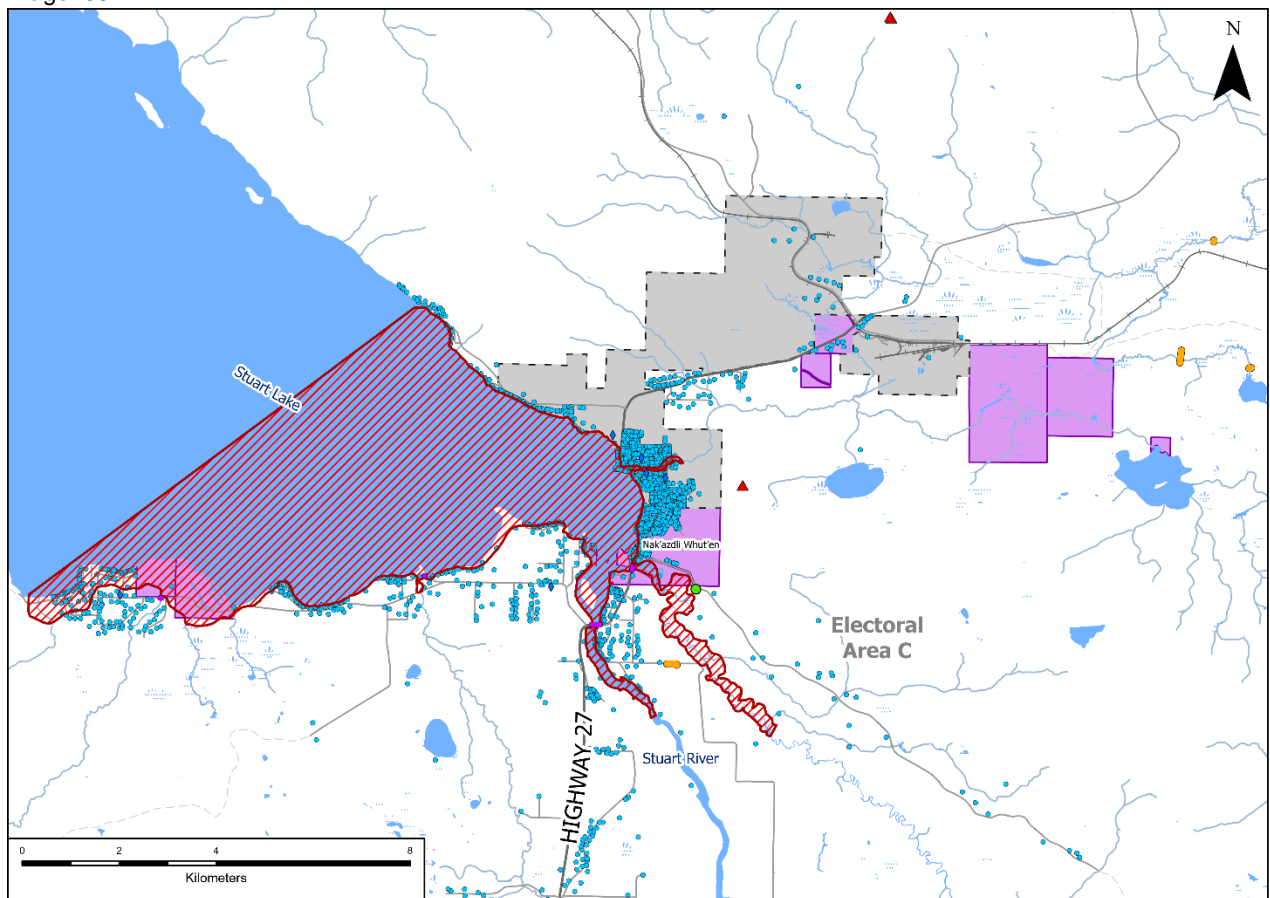 N
Stuart Lake
Nak'azdli Whut'en
Electoral
Area C
HIGHWAY 27
Stuart River
0 2 4 8
Kilometers